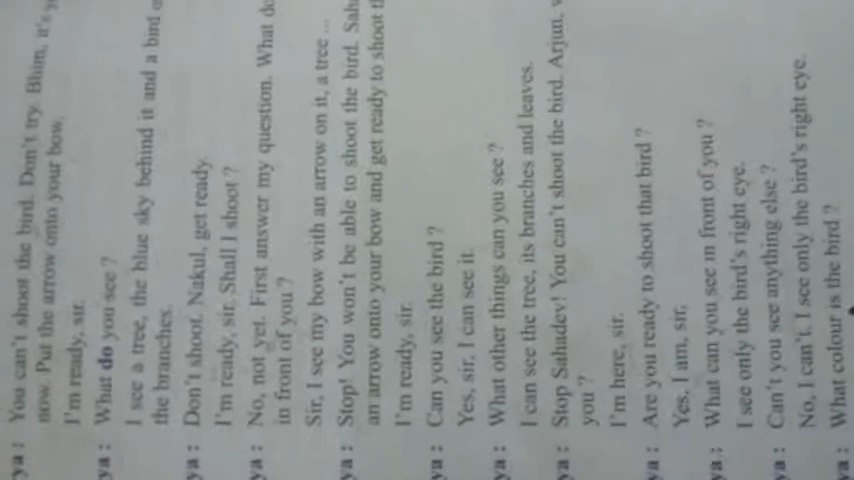 ya : You can't shoot the bird. Don't try. Bhim, it's
now. Put the arrow onto your bow.
I'm ready, sir.
ya : What do you see ?
I see a tree, the blue sky behind it and a bird
the branches.
ya : Don't shoot. Nakul, get ready.
I'm ready, sir. Shall I shoot ?
ya : No, not yet. First answer my question. What
in front of you ?
Sir, I see my bow with an arrow on it, a tree ...
ya : Stop! You won't be able to shoot the bird.
an arrow onto your bow and get ready to shoot
I'm ready, sir.
ya : Can you see the bird ?
Yes, sir, I can see it.
ya : What other things can you see ?
I can see the tree, its branches and leaves.
ya : Stop Sahadev! You can't shoot the bird. Arjun,
you ?
I'm here, sir.
ya : Are you ready to shoot that bird ?
Yes, I am, sir,
ya : What can you see in front of you ?
I see only the bird's right eye.
ya : Can't you see anything else ?
No, I can't. I see only the bird's right eye.
ya : What colour is the bird ?